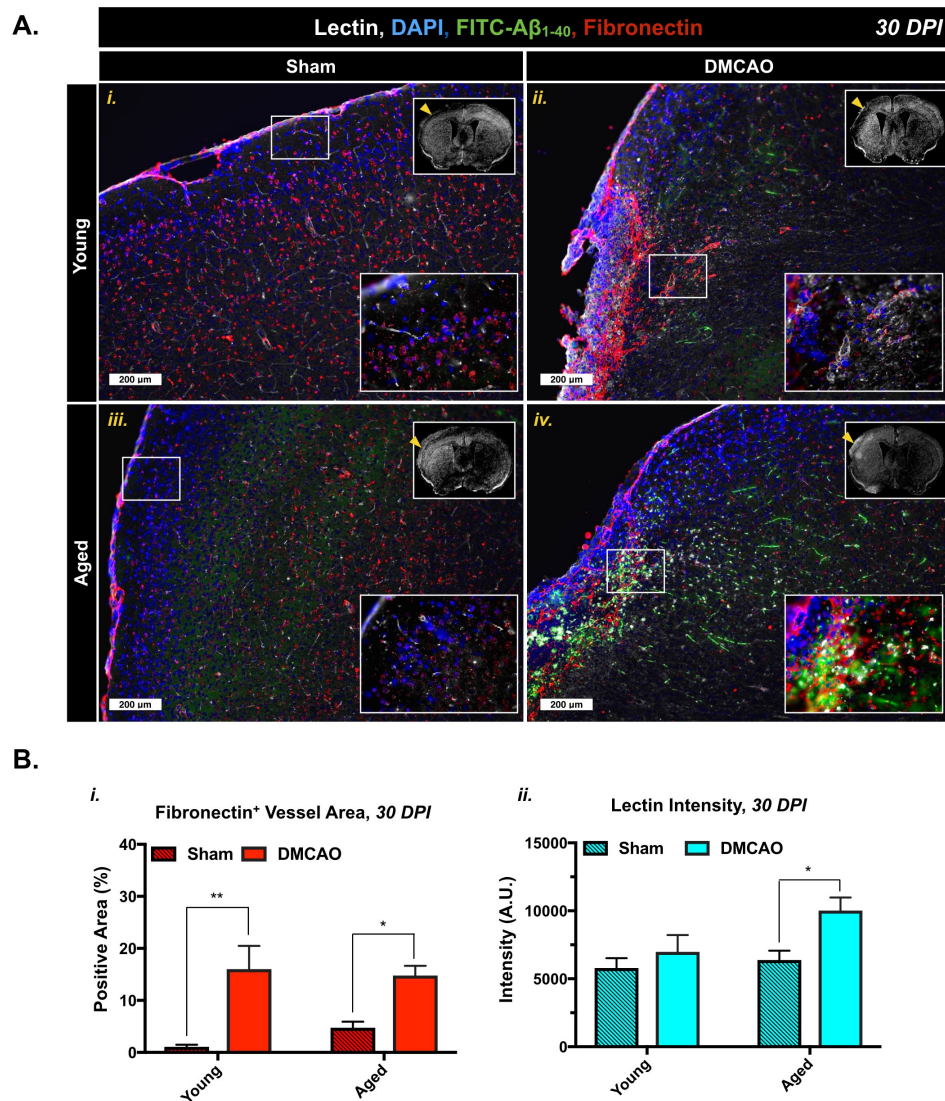 A.
Lectin, DAPI, FITC-Aβ1-40, Fibronectin 30 DPI
Sham DMCAO
Young
i.
200 µm
ii.
200 µm
Aged
iii.
200 µm
iv.
200 µm
B.
i.
Fibronectin⁺ Vessel Area, 30 DPI
Sham DMCAO
Positive Area (%)
40
30
20
10
0
**
*
Young Aged
ii.
Lectin Intensity, 30 DPI
Sham DMCAO
Intensity (A.U.)
15000
10000
5000
0
*
Young Aged